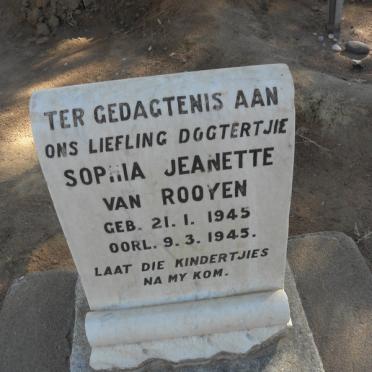 TER GEDAGTENIS AAN
ONS LIEFLING DOGTERTJIE
SOPHIA JEANETTE
VAN ROOYEN
GEB. 21. 1. 1945
OORL. 9. 3. 1945.
LAAT DIE KINDERTJIES
NA MY KOM.